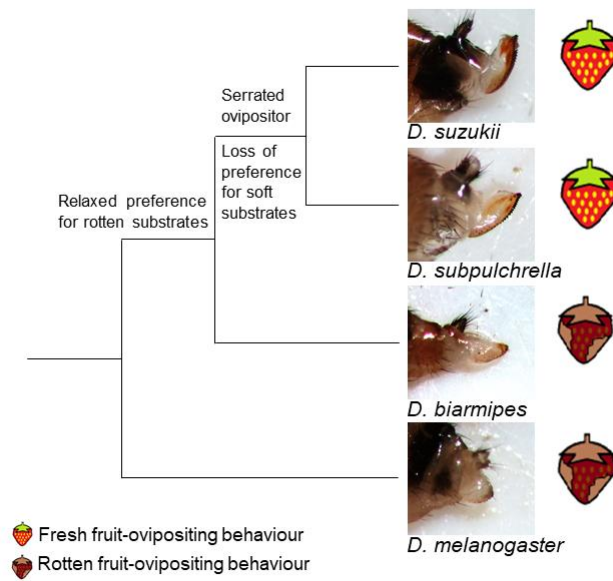 Serrated
ovipositor
D. suzukii
Loss of
preference
for soft
substrates
Relaxed preference
for rotten substrates
D. subpulchrella
D. biarmipes
D. melanogaster
Fresh fruit-ovipositing behaviour
Rotten fruit-ovipositing behaviour